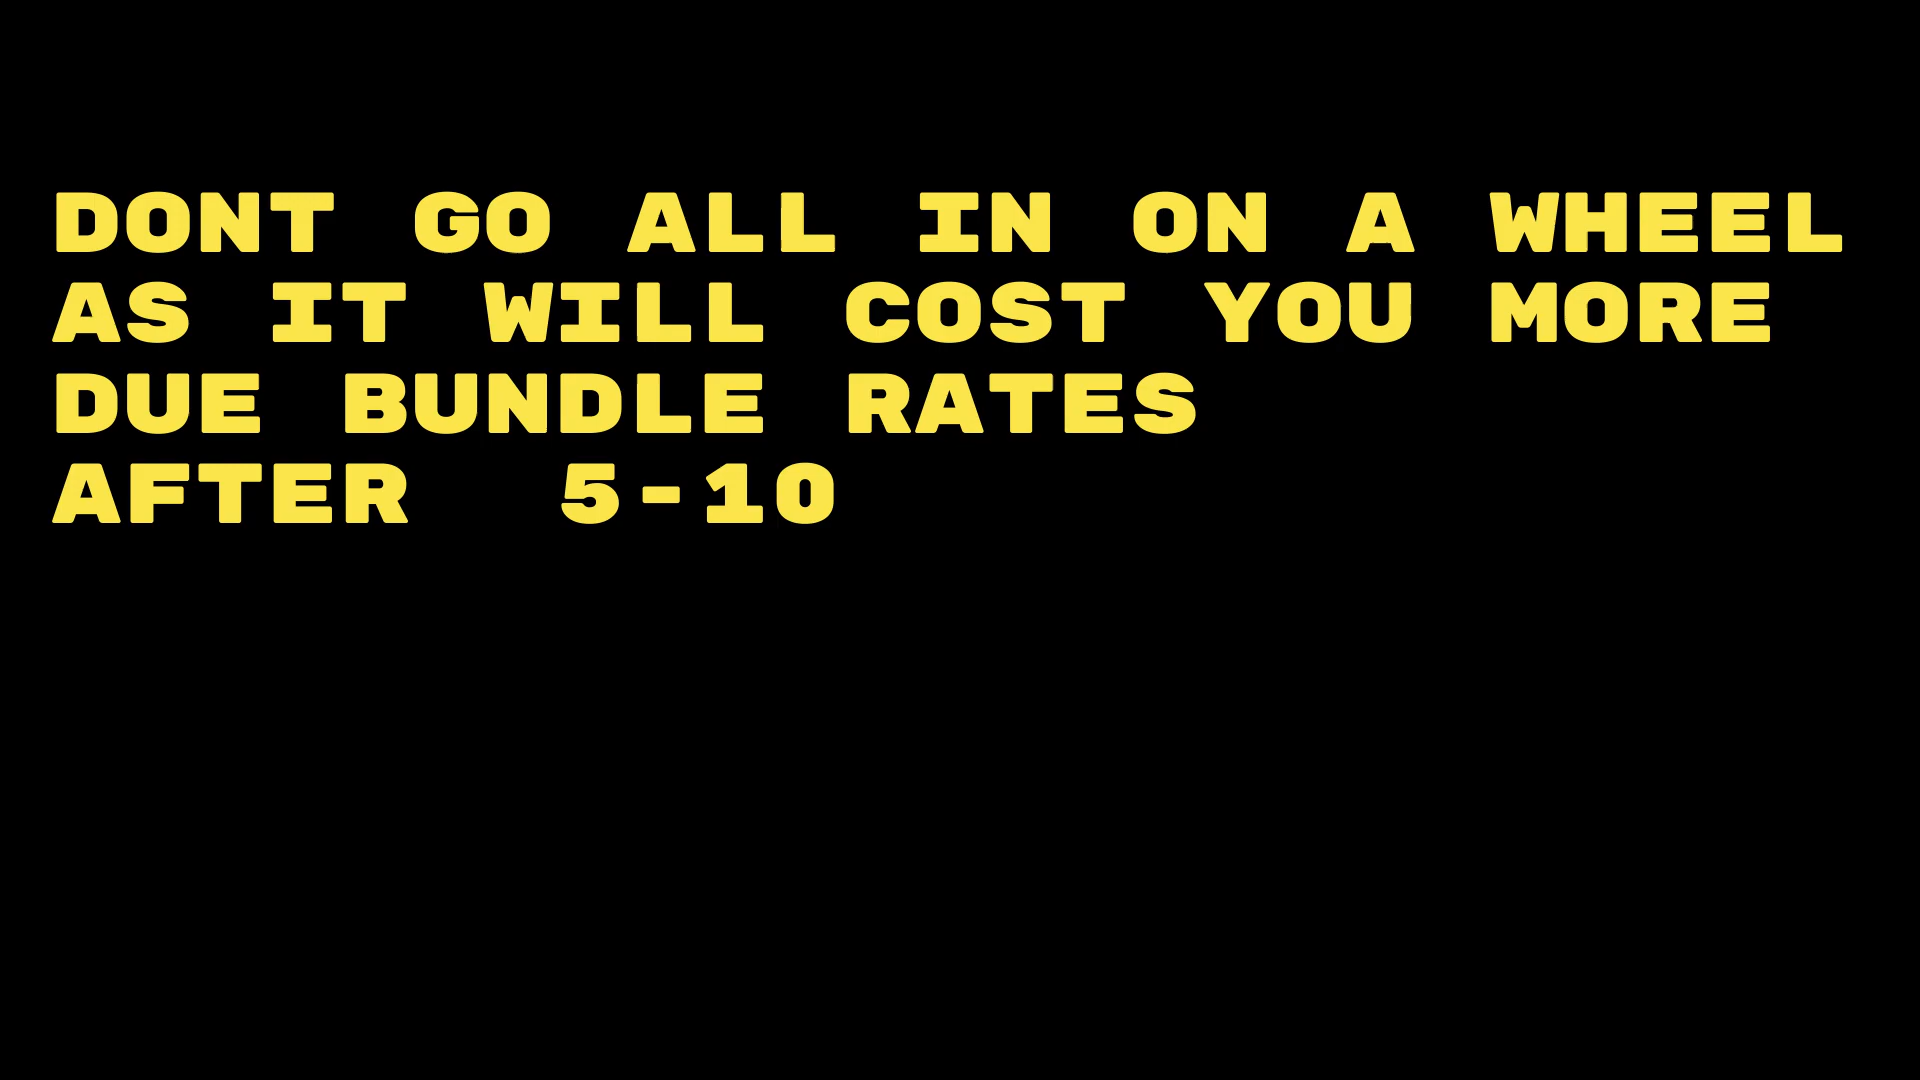 DONT GO ALL IN ON A WHEEL
AS IT WILL COST YOU MORE
DUE BUNDLE RATES
AFTER  5-10